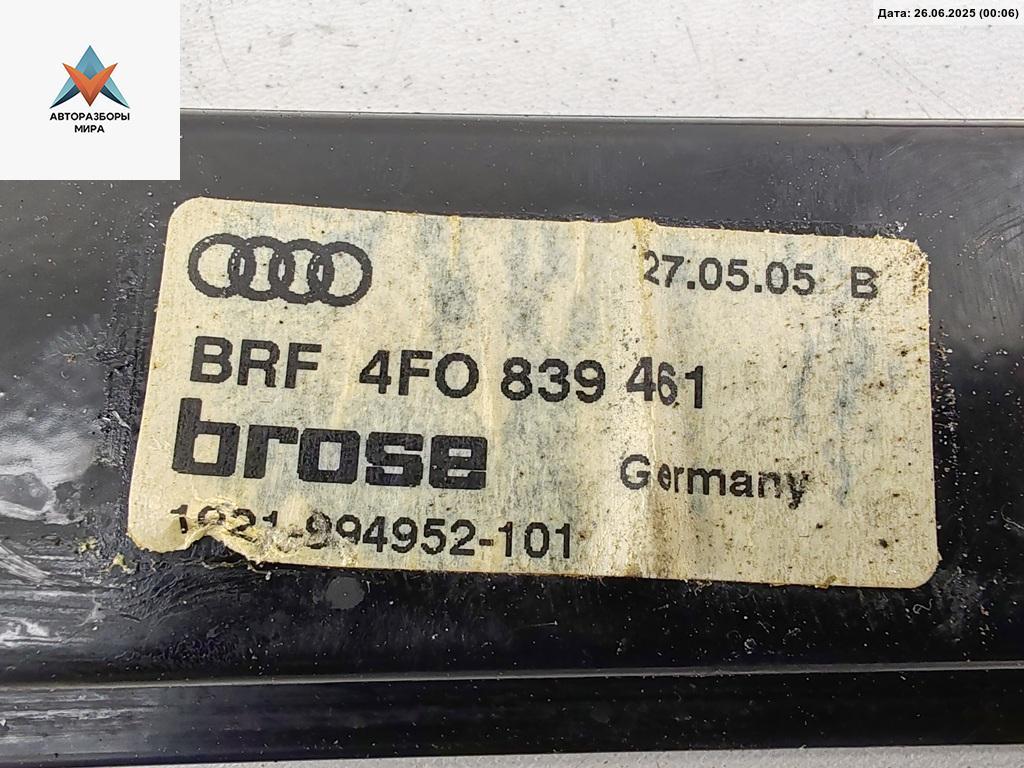 Дата: 26.06.2025 (00:06)
АВТОРАЗБОРЫ
МИРА
27.05.05 B
BRF 4F0 839 461
brose
Germany
994952-101